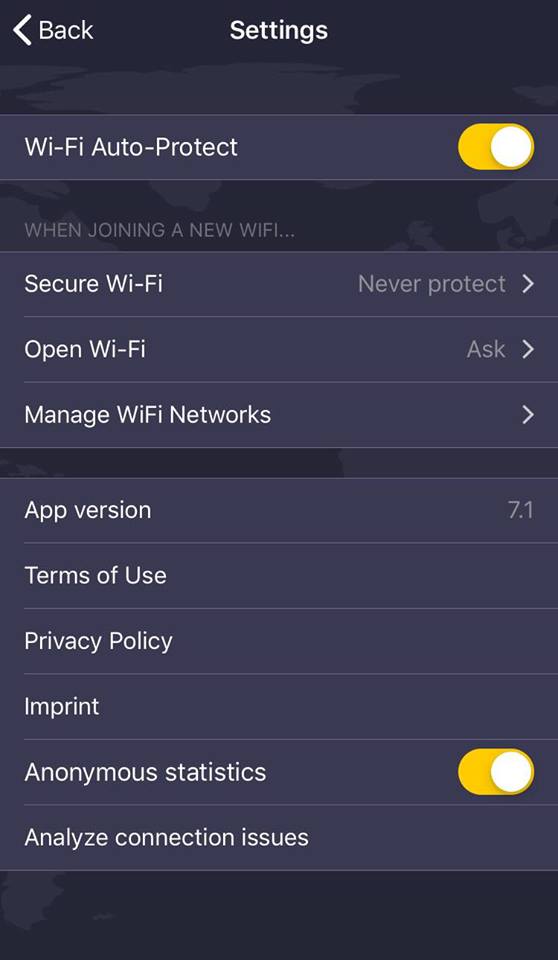 Back
Settings
Wi-Fi Auto-Protect
WHEN JOINING A NEW WIFI...
Secure Wi-Fi Never protect
Open Wi-Fi Ask
Manage WiFi Networks
App version 7.1
Terms of Use
Privacy Policy
Imprint
Anonymous statistics
Analyze connection issues